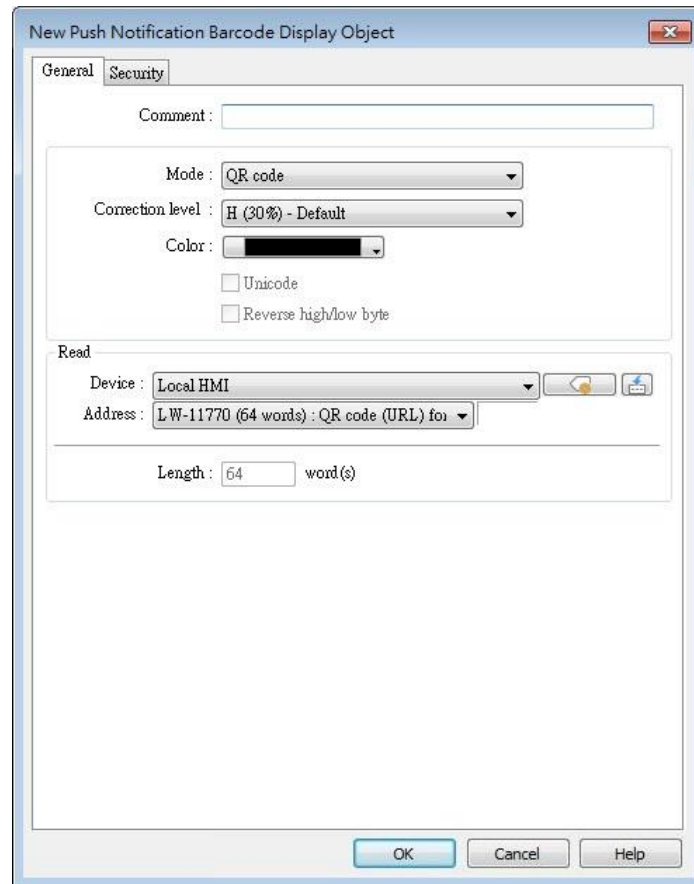 New Push Notification Barcode Display Object
General Security
Comment :
Mode : QR code
Correction level : H (30%) - Default
Color :
Unicode
Reverse high/low byte
Read
Device : Local HMI
Address : LW-11770 (64 words) : QR code (URL) for
Length : 64 word(s)
OK Cancel Help